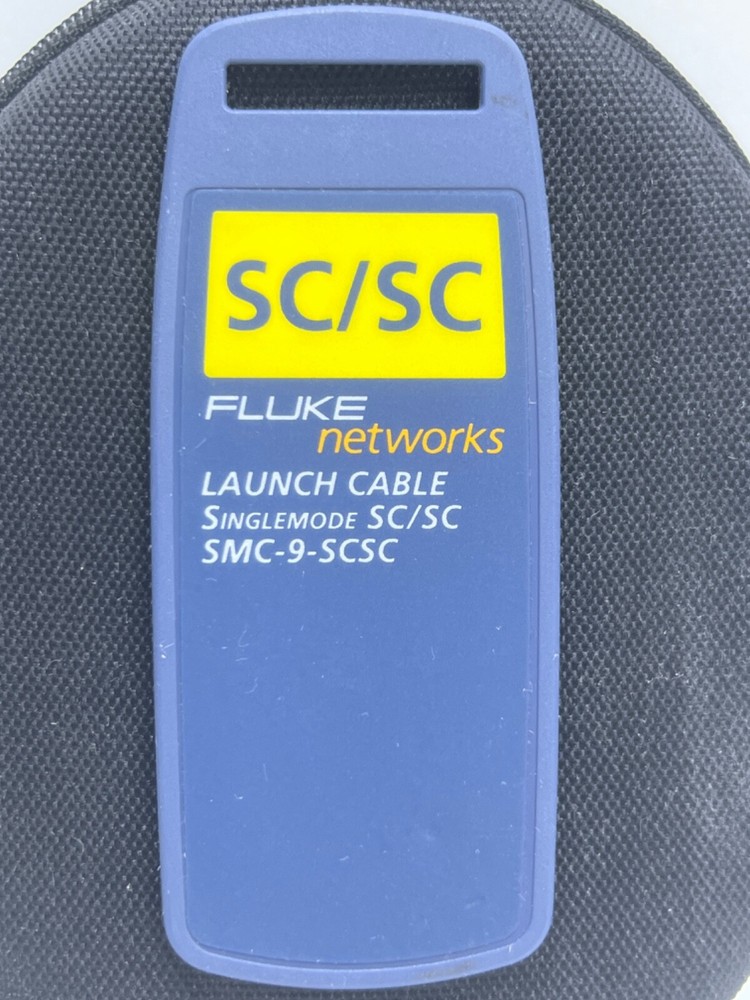 SC/SC
FLUKE
networks
LAUNCH CABLE
SINGLEMODE SC/SC
SMC-9-SCSC